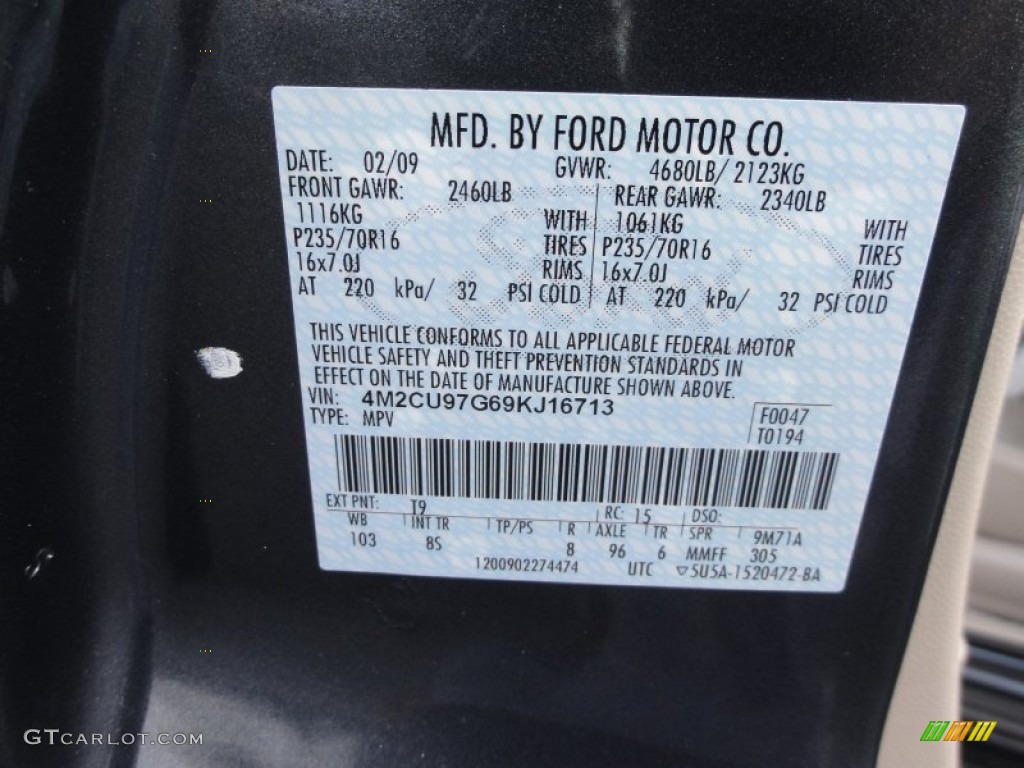 MFD. BY FORD MOTOR CO.
DATE: 02/09 GVWR: 4680LB/ 2123KG
FRONT GAWR: 2460LB REAR GAWR: 2340LB
1116KG WITH 1061KG WITH
P235/70R16 TIRES P235/70R16 TIRES
16x7.0J RIMS 16x7.0J RIMS
AT 220 kPa/ 32 PSI COLD AT 220 kPa/ 32 PSI COLD
THIS VEHICLE CONFORMS TO ALL APPLICABLE FEDERAL MOTOR
VEHICLE SAFETY AND THEFT PREVENTION STANDARDS IN
EFFECT ON THE DATE OF MANUFACTURE SHOWN ABOVE.
VIN: 4M2CU97G69KJ16713 F0047
TYPE: MPV T0194
EXT PNT: T9 RC: 15 DSO:
WB INT TR TP/PS R AXLE TR SPR 9M71A
103 8S 8 96 6 MMFF 305
1200902274474 UTC ▽5U5A-1520472-BA
GTCARLOT.COM